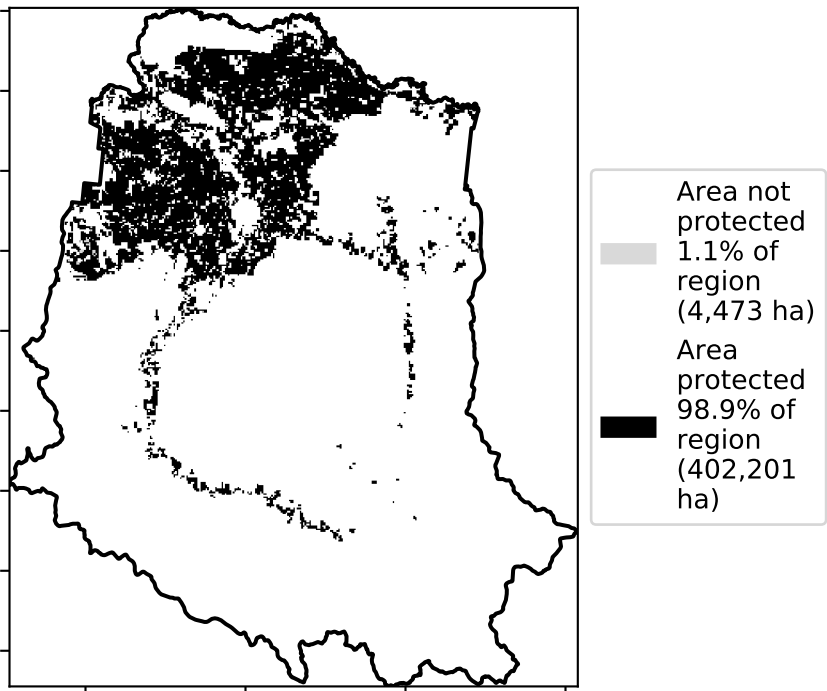 Area not
protected
1.1% of
region
(4,473 ha)
Area
protected
98.9% of
region
(402,201
ha)